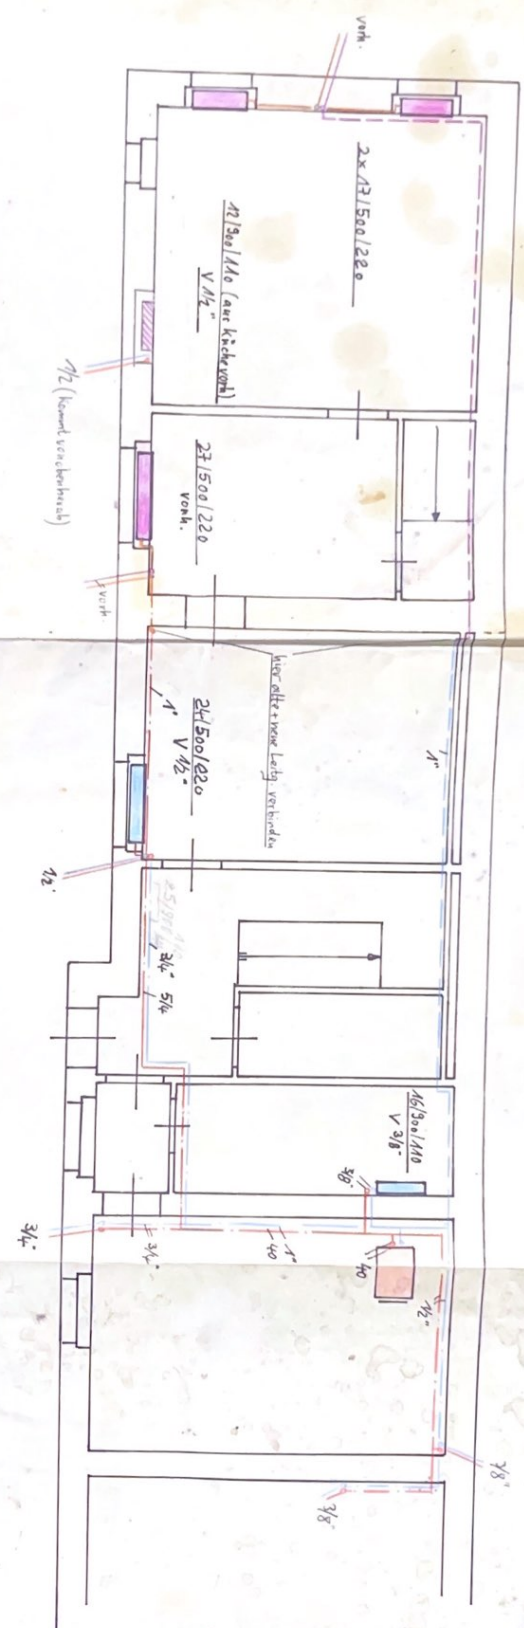 vorh.
2 x 17/500/220
12/900/110 (aus Küche vorh)
V 1/2"
1/2 (kommt von oben herab)
27/500/220
vorh.
vorh.
hier alte + neue Leitg. verbinden
24/500/220
V 1/2"
1"
1"
1/2"
3/4"
5/4
16/900/110
V 3/8"
3/8"
40
1/2"
1"
40
3/4"
3/4"
3/8"
3/8"